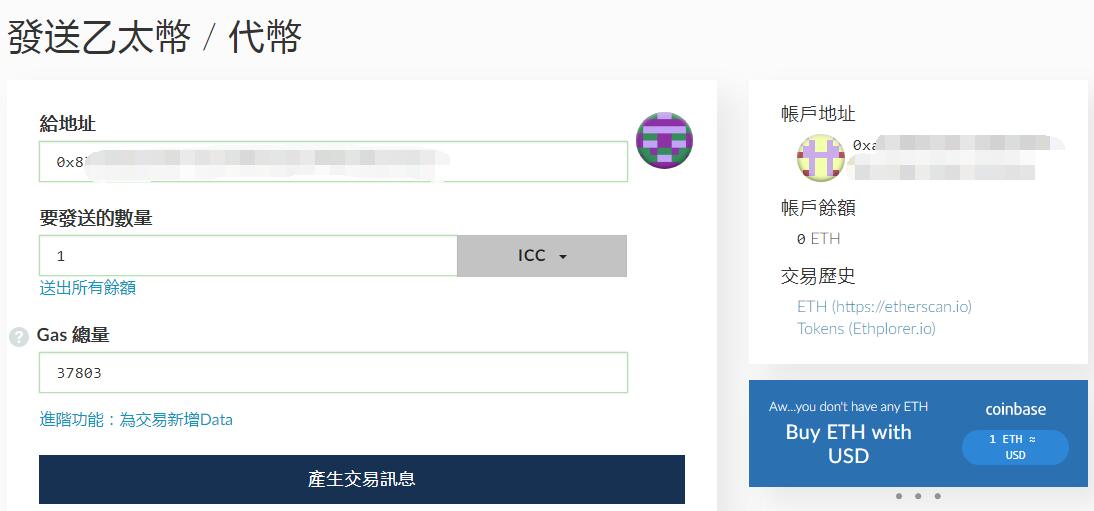 發送乙太幣 / 代幣
給地址
0x8
要發送的數量
1
ICC
送出所有餘額
? Gas 總量
37803
進階功能：為交易新增Data
產生交易訊息
帳戶地址
0xa
帳戶餘額
0 ETH
交易歷史
ETH (https://etherscan.io)
Tokens (Ethplorer.io)
Aw...you don't have any ETH
Buy ETH with
USD
coinbase
1 ETH ≈
USD